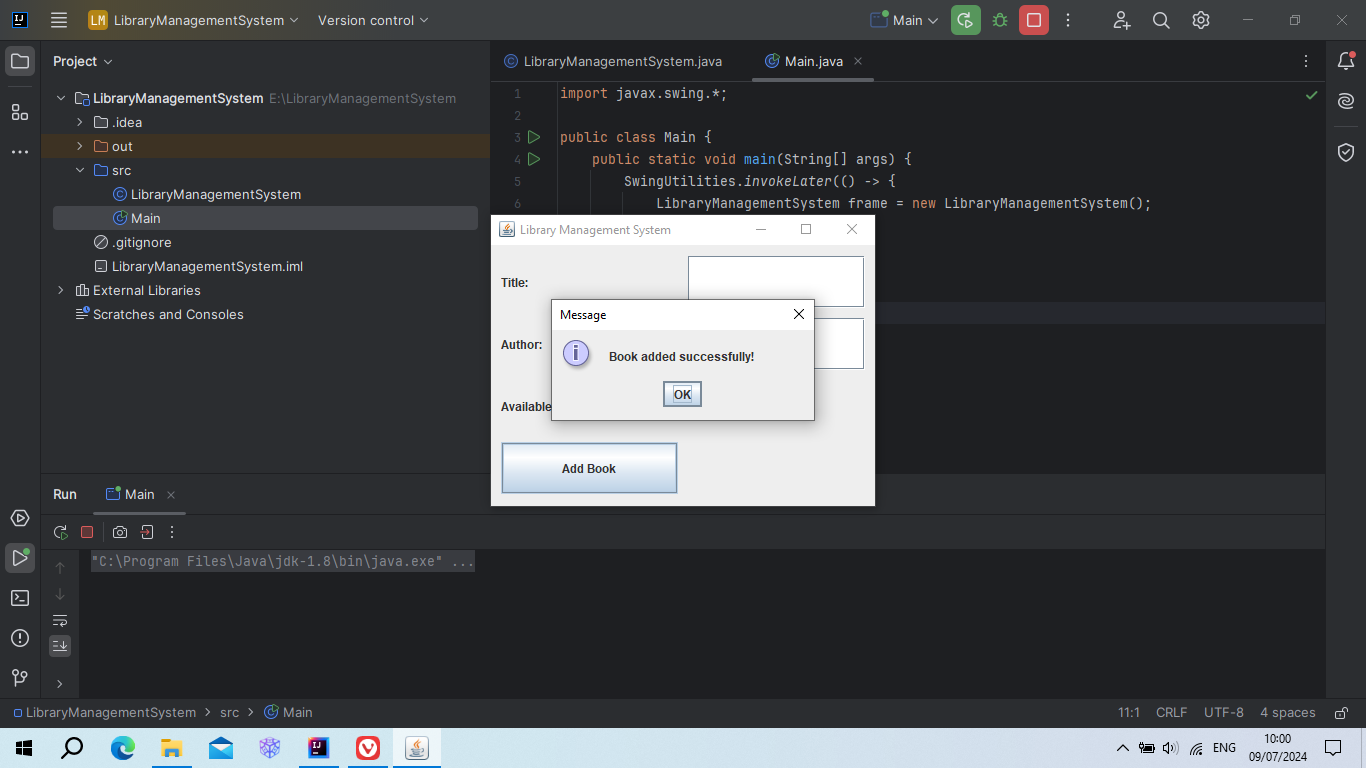 LM LibraryManagementSystem Version control Main
Project
LibraryManagementSystem E:\LibraryManagementSystem
.idea
out
src
LibraryManagementSystem
Main
.gitignore
LibraryManagementSystem.iml
External Libraries
Scratches and Consoles
LibraryManagementSystem.java Main.java
1 import javax.swing.*;
2
3 public class Main {
4 public static void main(String[] args) {
5 SwingUtilities.invokeLater(() -> {
6 LibraryManagementSystem frame = new LibraryManagementSystem();
Library Management System
Title:
Author:
Available
Add Book
Message
Book added successfully!
OK
Run Main
"C:\Program Files\Java\jdk-1.8\bin\java.exe" ...
LibraryManagementSystem > src > Main 11:1 CRLF UTF-8 4 spaces
ENG 10:00
09/07/2024